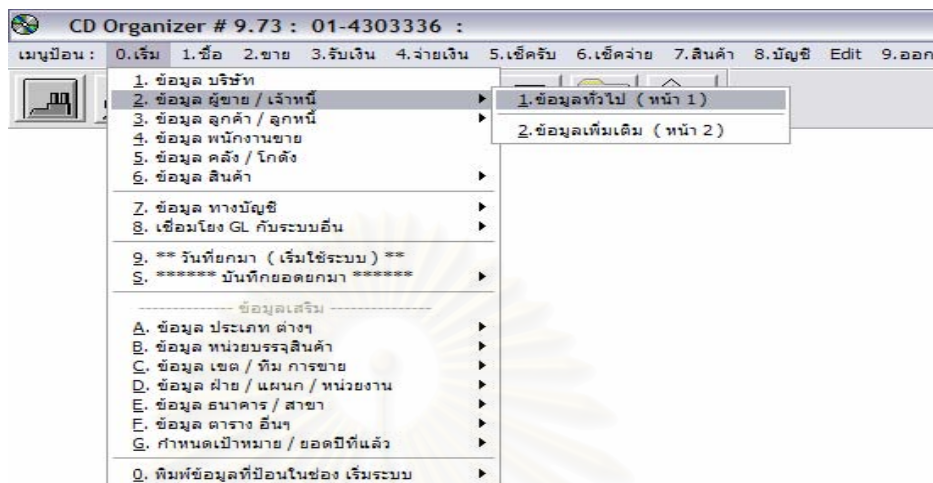 CD Organizer # 9.73 : 01-4303336 :
เมนูป้อน : 0.เริ่ม 1.ซื้อ 2.ขาย 3.รับเงิน 4.จ่ายเงิน 5.เช็ครับ 6.เช็คจ่าย 7.สินค้า 8.บัญชี Edit 9.ออก
1. ข้อมูล บริษัท
2. ข้อมูล ผู้ขาย / เจ้าหนี้
1.ข้อมูลทั่วไป ( หน้า 1 )
3. ข้อมูล ลูกค้า / ลูกหนี้
2.ข้อมูลเพิ่มเติม ( หน้า 2 )
4. ข้อมูล พนักงานขาย
5. ข้อมูล คลัง / โกดัง
6. ข้อมูล สินค้า
7. ข้อมูล ทางบัญชี
8. เชื่อมโยง GL กับระบบอื่น
9. ** วันที่ยกมา ( เริ่มใช้ระบบ ) **
S. ****** บันทึกยอดยกมา ******
-------------- ข้อมูลเสริม ---------------
A. ข้อมูล ประเภท ต่างๆ
B. ข้อมูล หน่วยบรรจุสินค้า
C. ข้อมูล เขต / ทีม การขาย
D. ข้อมูล ฝ่าย / แผนก / หน่วยงาน
E. ข้อมูล ธนาคาร / สาขา
F. ข้อมูล ตาราง อื่นๆ
G. กำหนดเป้าหมาย / ยอดปีที่แล้ว
0. พิมพ์ข้อมูลที่ป้อนในช่อง เริ่มระบบ